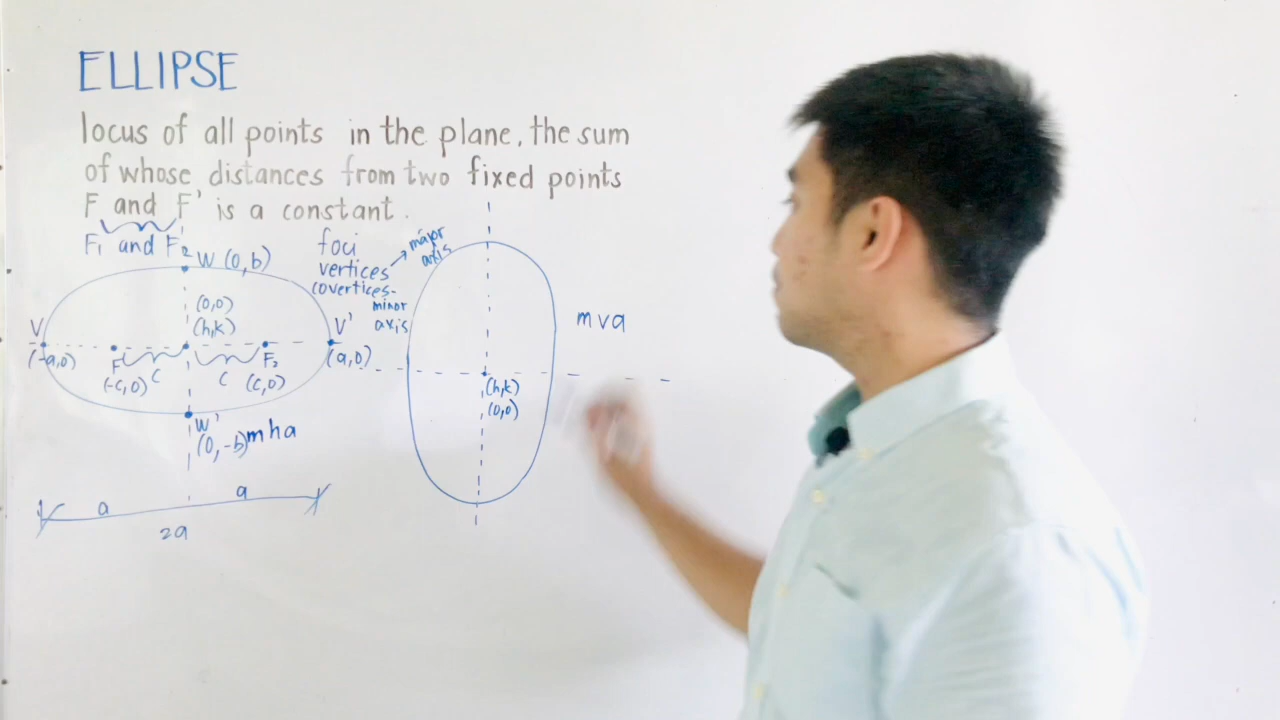 ELLIPSE
locus of all points in the plane, the sum
of whose distances from two fixed points
F and F' is a constant.
F₁ and F₂
W (0,b)
foci
vertices → major axis
covertices - minor axis
(0,0)
(h,k)
V
V'
(-a,0)
F₁
F₂
(a,0)
(-c,0)
c
c
(c,0)
W'
(0,-b)
mha
a
a
2a
mva
(h,k)
(0,0)